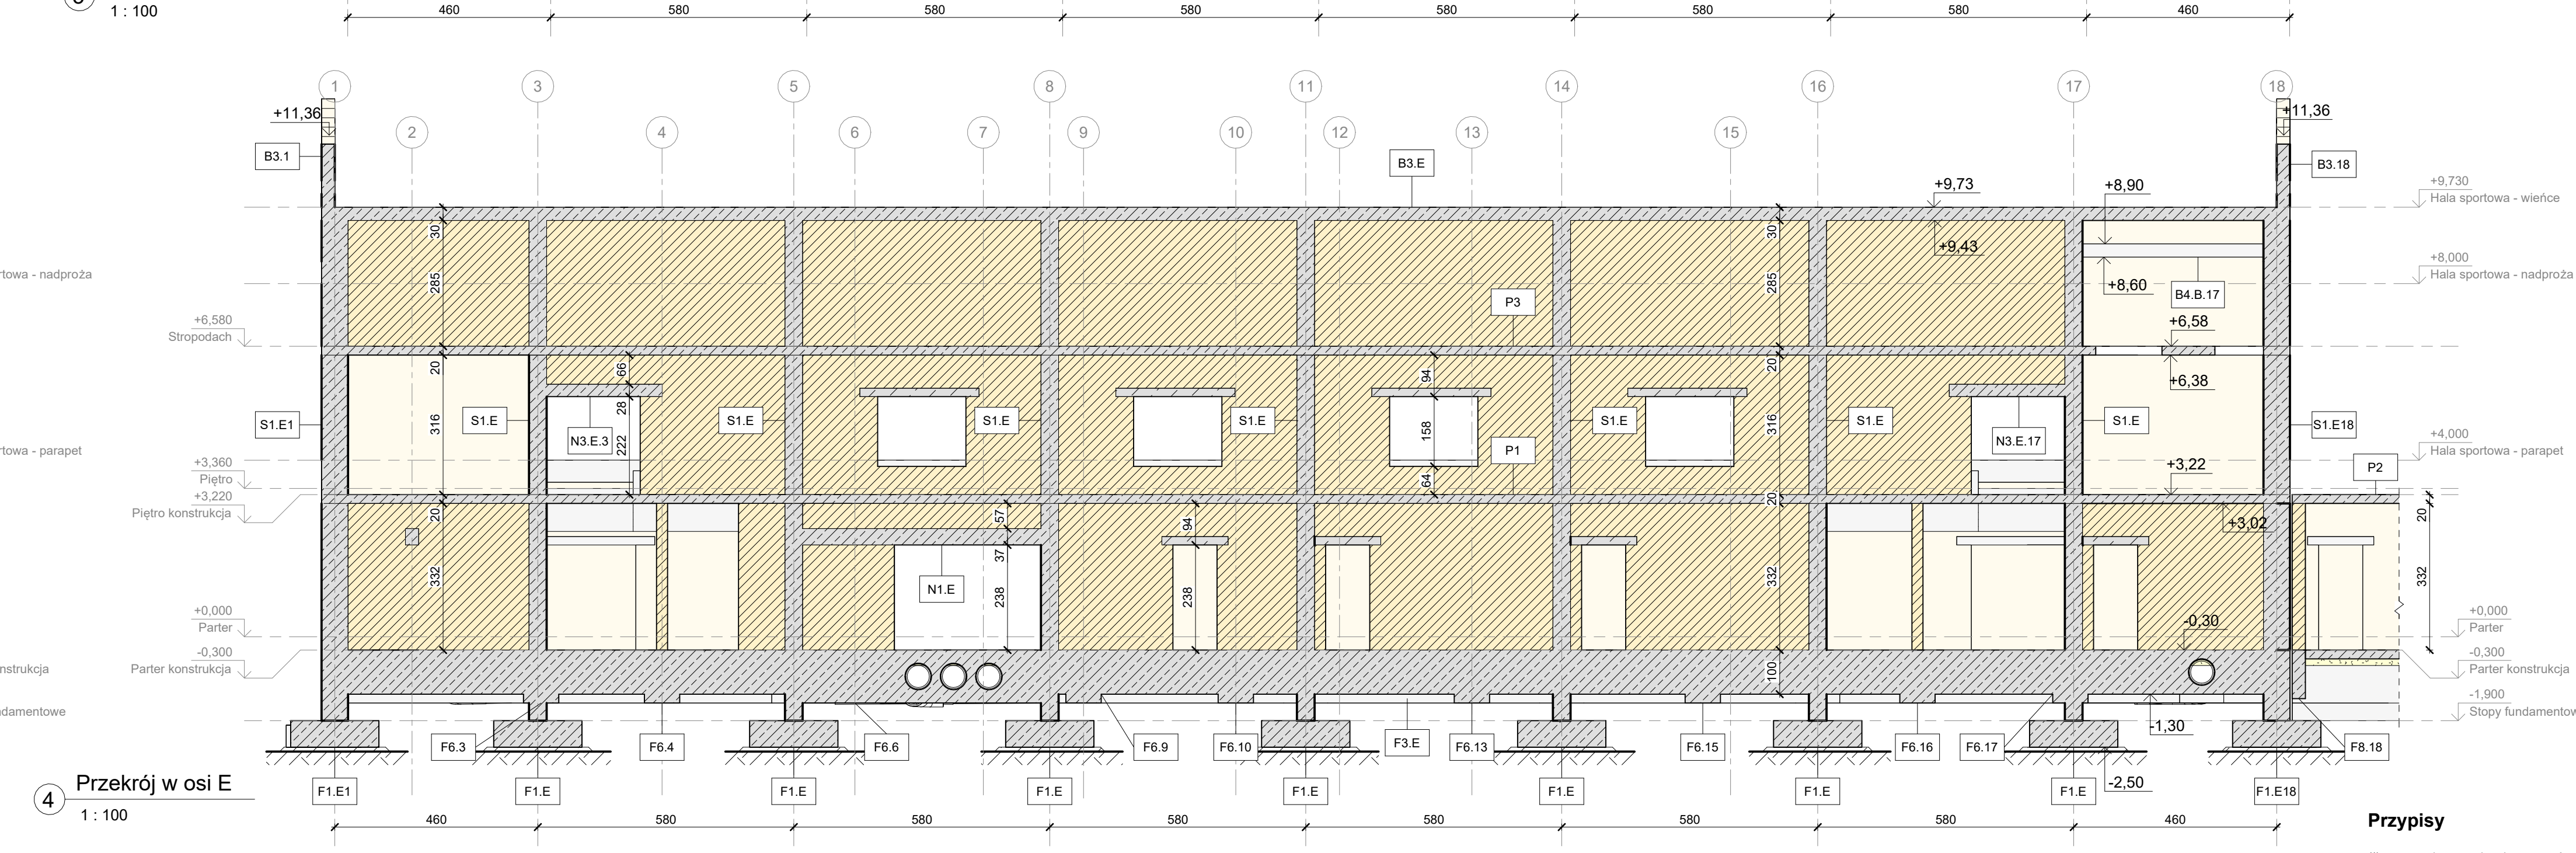 1 : 100
460 580 580 580 580 580 580 460
1 3 5 8 11 14 16 17 18
2 4 6 7 9 10 12 13 15
+11,36
+11,36
B3.1
B3.E
B3.18
+9,73
+8,90
+9,730
Hala sportowa - wieńce
30
30
+9,43
rtowa - nadproża
285
285
+8,60
B4.B.17
+8,000
Hala sportowa - nadproża
P3
+6,580
Stropodach
+6,58
20
66
94
20
+6,38
S1.E1
S1.E
N3.E.3
S1.E
S1.E
S1.E
S1.E
S1.E
N3.E.17
S1.E
S1.E18
28
316
222
158
316
rtowa - parapet
P1
+4,000
Hala sportowa - parapet
+3,360
Piętro
64
+3,22
P2
+3,220
Piętro konstrukcja
20
57
94
20
+3,02
20
37
332
N1.E
238
238
332
332
+0,000
Parter
-0,30
+0,000
Parter
-0,300
Parter konstrukcja
nstrukcja
100
-0,300
Parter konstrukcja
ndamentowe
-1,900
Stopy fundamentow
-1,30
F6.3
F6.4
F6.6
F6.9
F6.10
F3.E
F6.13
F6.15
F6.16
F6.17
F8.18
-2,50
4 Przekrój w osi E
1 : 100
F1.E1
F1.E
F1.E
F1.E
F1.E
F1.E
F1.E
F1.E
F1.E18
460 580 580 580 580 580 580 460
Przypisy